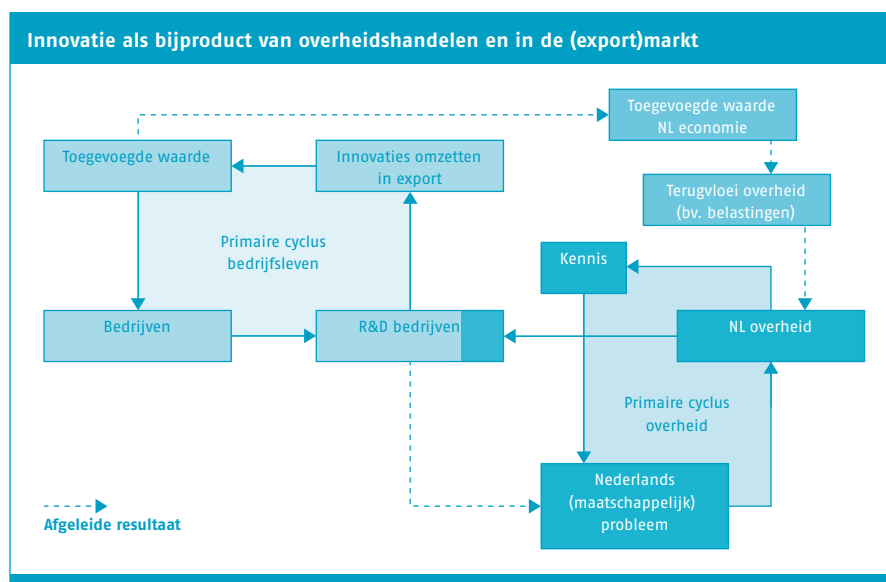 Innovatie als bijproduct van overheidshandelen en in de (export)markt
Toegevoegde waarde
NL economie
Toegevoegde waarde
Innovaties omzetten
in export
Terugvloei overheid
(bv. belastingen)
Primaire cyclus
bedrijfsleven
Kennis
Bedrijven
R&D bedrijven
NL overheid
Primaire cyclus
overheid
Nederlands
(maatschappelijk)
probleem
Afgeleide resultaat